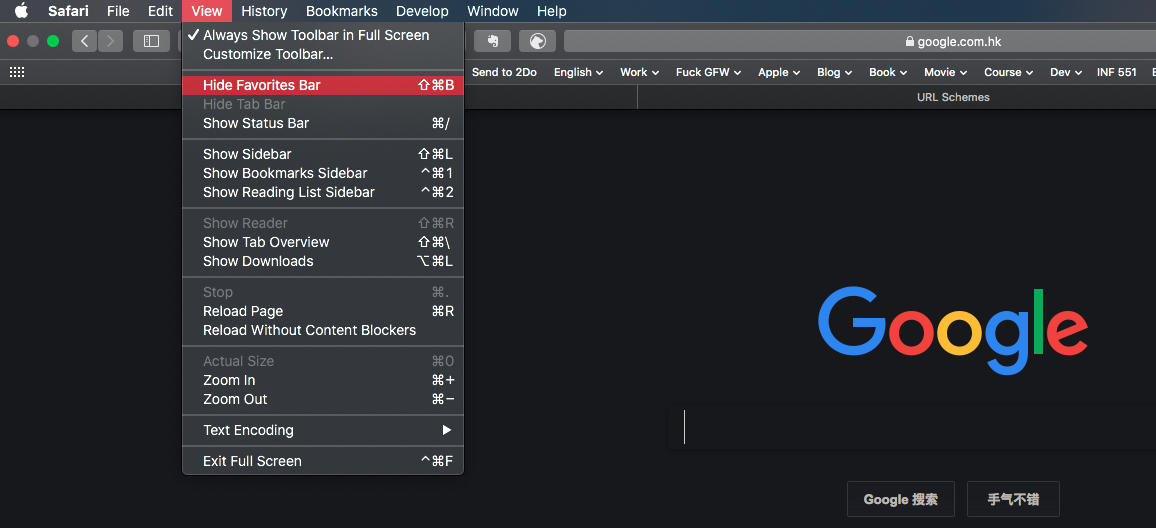 Safari File Edit View History Bookmarks Develop Window Help
google.com.hk
Send to 2Do English Work Fuck GFW Apple Blog Book Movie Course Dev INF 551
URL Schemes
✓ Always Show Toolbar in Full Screen
Customize Toolbar...
Hide Favorites Bar ⇧⌘B
Hide Tab Bar
Show Status Bar ⌘/
Show Sidebar ⇧⌘L
Show Bookmarks Sidebar ^⌘1
Show Reading List Sidebar ^⌘2
Show Reader ⇧⌘R
Show Tab Overview ⇧⌘\
Show Downloads ⌥⌘L
Stop ⌘.
Reload Page ⌘R
Reload Without Content Blockers
Actual Size ⌘0
Zoom In ⌘+
Zoom Out ⌘−
Text Encoding ▶
Exit Full Screen ^⌘F
Google
Google 搜索 手气不错